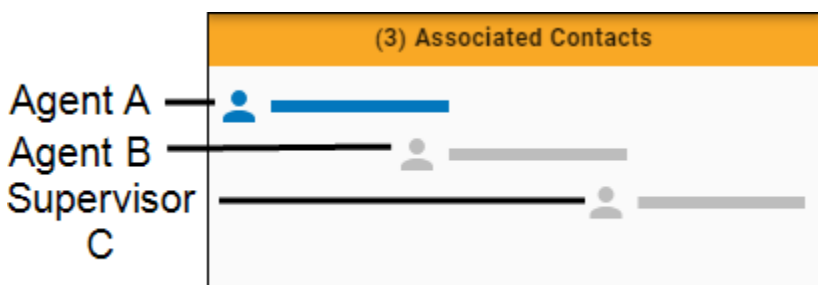 (3) Associated Contacts
Agent A
Agent B
Supervisor
C